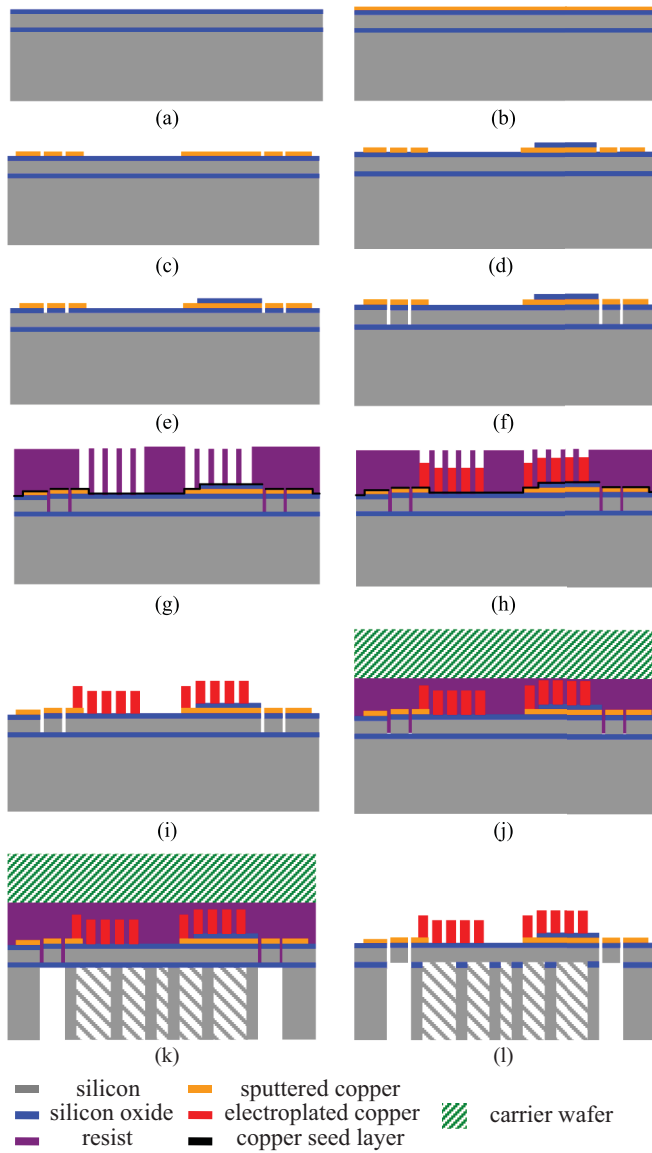 (a) (b)
(c) (d)
(e) (f)
(g) (h)
(i) (j)
(k) (l)
silicon sputtered copper
silicon oxide electroplated copper carrier wafer
resist copper seed layer